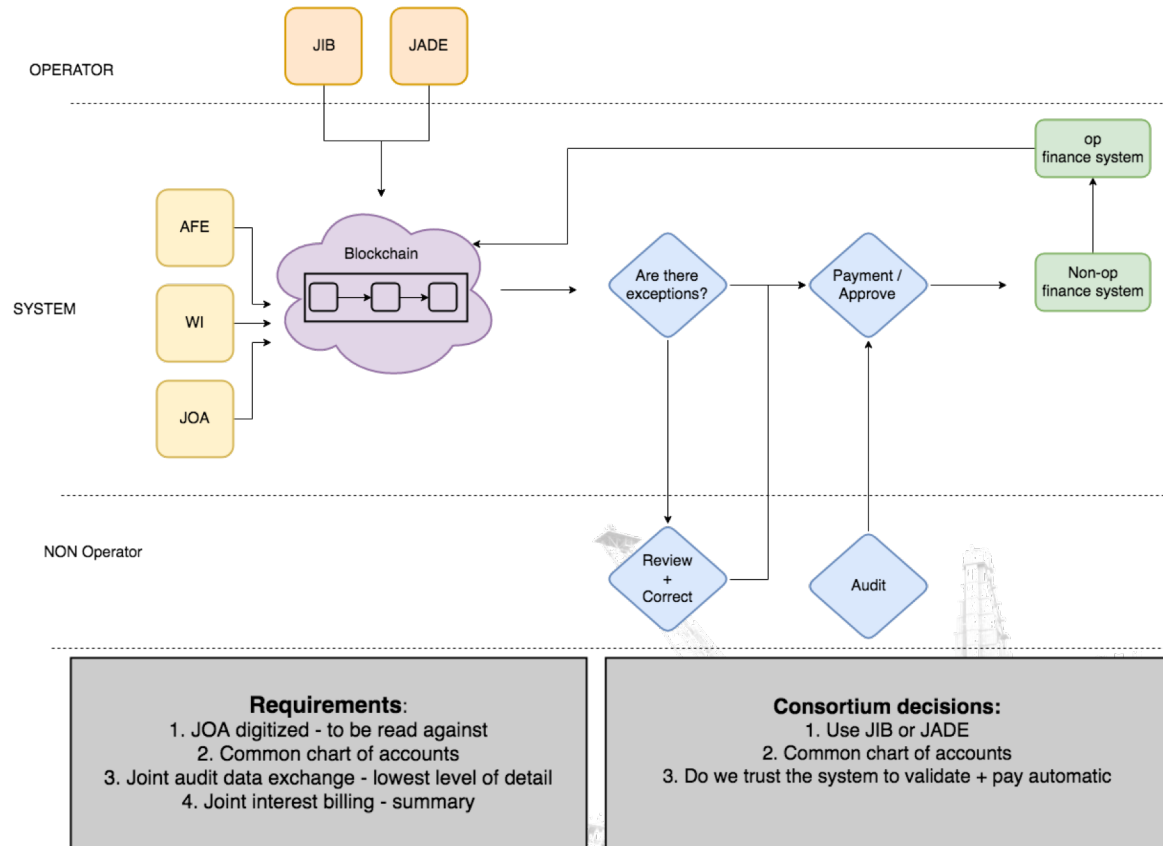 JIB
JADE
OPERATOR
op
finance system
AFE
Blockchain
Are there
exceptions?
Payment /
Approve
Non-op
finance system
SYSTEM
WI
JOA
NON Operator
Review
+
Correct
Audit
Requirements:
1. JOA digitized - to be read against
2. Common chart of accounts
3. Joint audit data exchange - lowest level of detail
4. Joint interest billing - summary
Consortium decisions:
1. Use JIB or JADE
2. Common chart of accounts
3. Do we trust the system to validate + pay automatic